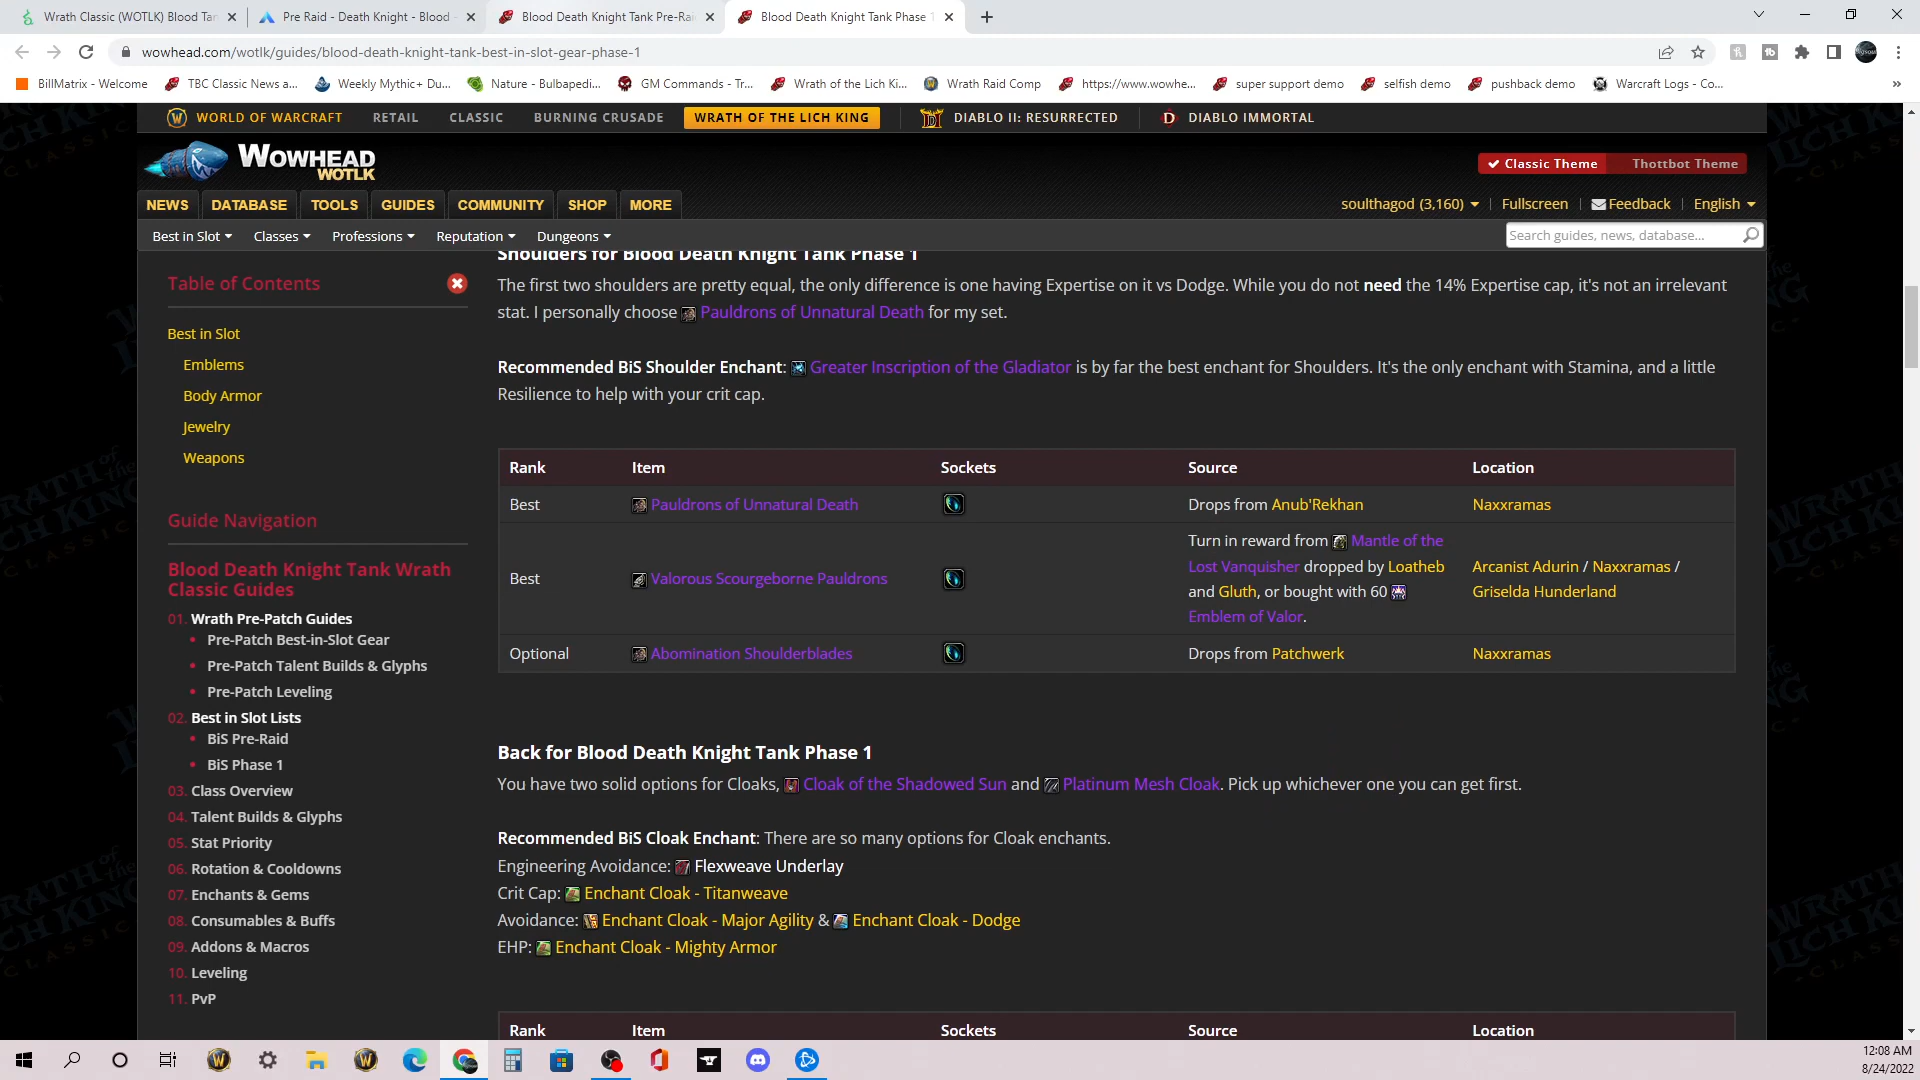 Wrath Classic (WOTLK) Blood Tan
Pre Raid - Death Knight - Blood
Blood Death Knight Tank Pre-Rai
Blood Death Knight Tank Phase 1
wowhead.com/wotlk/guides/blood-death-knight-tank-best-in-slot-gear-phase-1
BillMatrix - Welcome
TBC Classic News a...
Weekly Mythic+ Du...
Nature - Bulbapedi...
GM Commands - Tr...
Wrath of the Lich Ki...
Wrath Raid Comp
https://www.wowhe...
super support demo
selfish demo
pushback demo
Warcraft Logs - Co...
WORLD OF WARCRAFT
RETAIL
CLASSIC
BURNING CRUSADE
WRATH OF THE LICH KING
DIABLO II: RESURRECTED
DIABLO IMMORTAL
WOWHEAD
WOTLK
Classic Theme
Thottbot Theme
NEWS
DATABASE
TOOLS
GUIDES
COMMUNITY
SHOP
MORE
soulthagod (3,160)
Fullscreen
Feedback
English
Best in Slot
Classes
Professions
Reputation
Dungeons
Search guides, news, database...
Table of Contents
Best in Slot
Emblems
Body Armor
Jewelry
Weapons
Guide Navigation
Blood Death Knight Tank Wrath
Classic Guides
01. Wrath Pre-Patch Guides
• Pre-Patch Best-in-Slot Gear
• Pre-Patch Talent Builds & Glyphs
• Pre-Patch Leveling
02. Best in Slot Lists
• BiS Pre-Raid
• BiS Phase 1
03. Class Overview
04. Talent Builds & Glyphs
05. Stat Priority
06. Rotation & Cooldowns
07. Enchants & Gems
08. Consumables & Buffs
09. Addons & Macros
10. Leveling
11. PvP
Shoulders for Blood Death Knight Tank Phase 1
The first two shoulders are pretty equal, the only difference is one having Expertise on it vs Dodge. While you do not need the 14% Expertise cap, it's not an irrelevant
stat. I personally choose Pauldrons of Unnatural Death for my set.
Recommended BiS Shoulder Enchant: Greater Inscription of the Gladiator is by far the best enchant for Shoulders. It's the only enchant with Stamina, and a little
Resilience to help with your crit cap.
Rank Item Sockets Source Location
Best Pauldrons of Unnatural Death Drops from Anub'Rekhan Naxxramas
Best Valorous Scourgeborne Pauldrons
Turn in reward from Mantle of the
Lost Vanquisher dropped by Loatheb
and Gluth, or bought with 60
Emblem of Valor.
Arcanist Adurin / Naxxramas /
Griselda Hunderland
Optional Abomination Shoulderblades Drops from Patchwerk Naxxramas
Back for Blood Death Knight Tank Phase 1
You have two solid options for Cloaks, Cloak of the Shadowed Sun and Platinum Mesh Cloak. Pick up whichever one you can get first.
Recommended BiS Cloak Enchant: There are so many options for Cloak enchants.
Engineering Avoidance: Flexweave Underlay
Crit Cap: Enchant Cloak - Titanweave
Avoidance: Enchant Cloak - Major Agility & Enchant Cloak - Dodge
EHP: Enchant Cloak - Mighty Armor
Rank Item Sockets Source Location
12:08 AM
8/24/2022